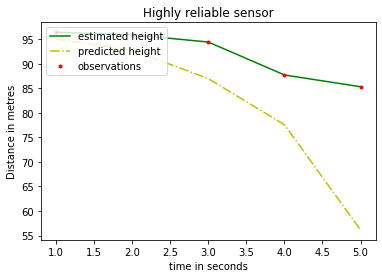 Highly reliable sensor
estimated height
predicted height
observations
Distance in metres
95
90
85
80
75
70
65
60
55
1.0 1.5 2.0 2.5 3.0 3.5 4.0 4.5 5.0
time in seconds